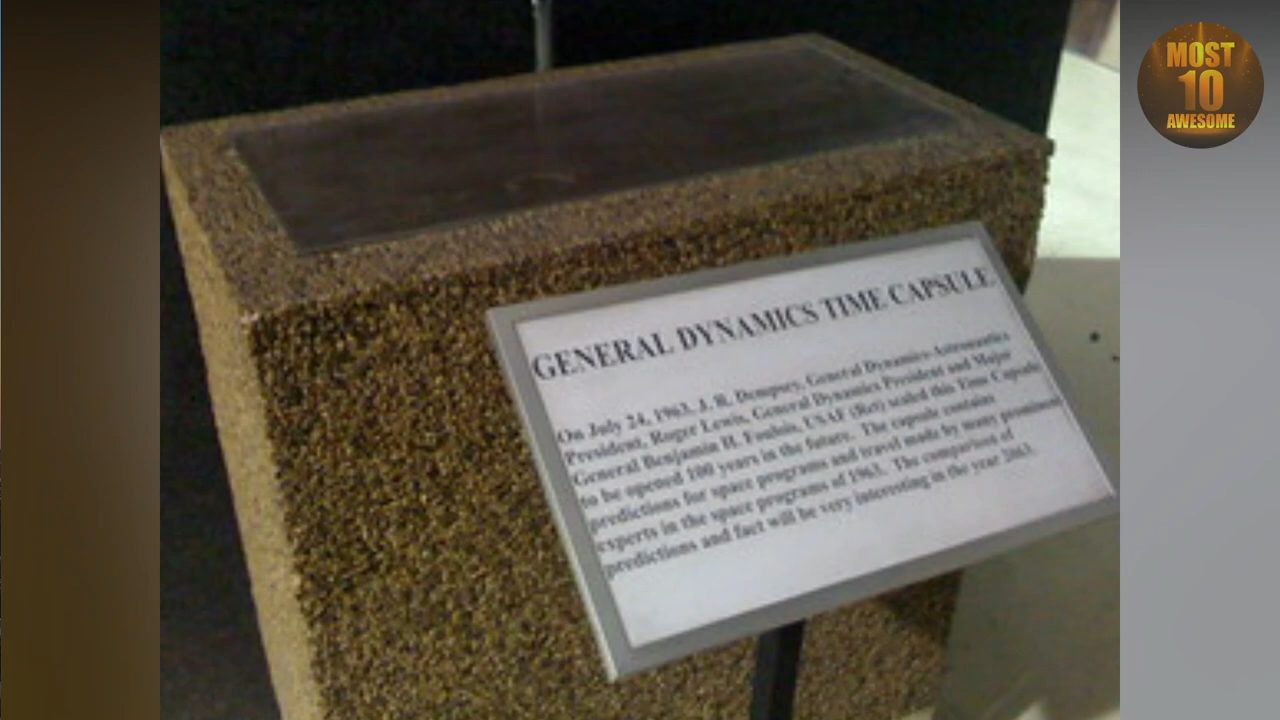 MOST
10
AWESOME
GENERAL DYNAMICS TIME CAPSULE
On July 24, 1963, J. R. Dempsey, General Dynamics-Astronautics
President, Roger Lewis, General Dynamics President and Major
General Benjamin H. Foulois, USAF (Ret) sealed this Time Capsule
to be opened 100 years in the future. The capsule contains
predictions for space programs and travel made by many prominent
experts in the space programs of 1963. The comparison of
predictions and fact will be very interesting in the year 2063.